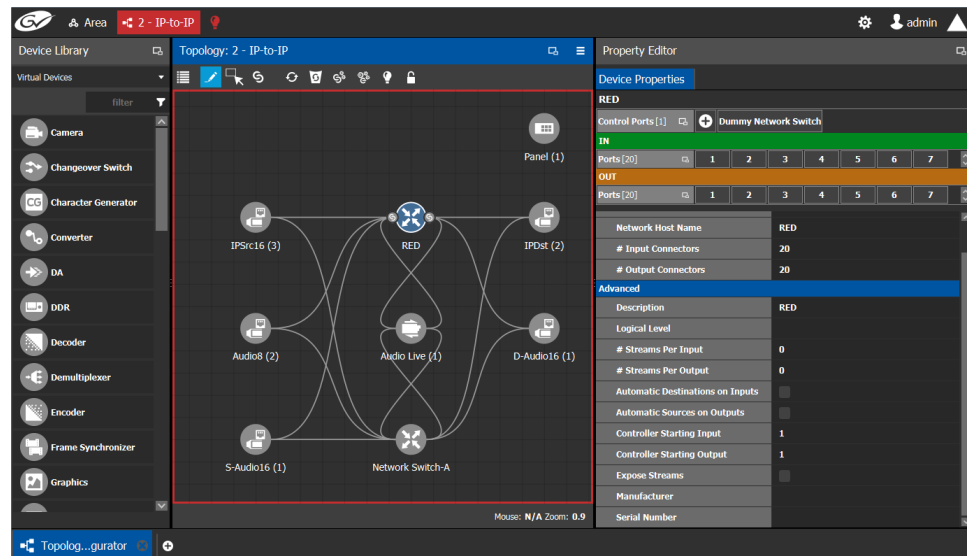 GV Area 2 - IP-to-IP admin
Device Library
Topology: 2 - IP-to-IP
Property Editor
Virtual Devices
filter
Camera
Changeover Switch
CG Character Generator
Converter
DA
DDR
Decoder
Demultiplexer
Encoder
Frame Synchronizer
Graphics
Panel (1)
IPSrc16 (3)
RED
IPDst (2)
Audio8 (2)
Audio Live (1)
D-Audio16 (1)
S-Audio16 (1)
Network Switch-A
Mouse: N/A Zoom: 0.9
Device Properties
RED
Control Ports [1] Dummy Network Switch
IN
Ports [20] 1 2 3 4 5 6 7
OUT
Ports [20] 1 2 3 4 5 6 7
Network Host Name RED
# Input Connectors 20
# Output Connectors 20
Advanced
Description RED
Logical Level
# Streams Per Input 0
# Streams Per Output 0
Automatic Destinations on Inputs
Automatic Sources on Outputs
Controller Starting Input 1
Controller Starting Output 1
Expose Streams
Manufacturer
Serial Number
Topolog...gurator